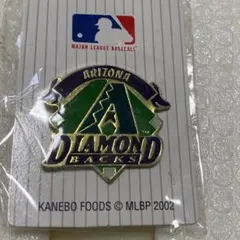 MAJOR LEAGUE BASEBALL
ARIZONA
A
DIAMOND
BACKS
KANEBO FOODS © MLBP 2002